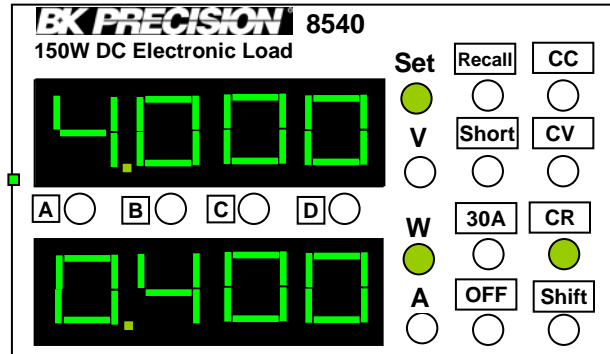 BK PRECISION 8540
150W DC Electronic Load
Set Recall CC
4.000
V Short CV
A B C D
W 30A CR
0.400
A OFF Shift